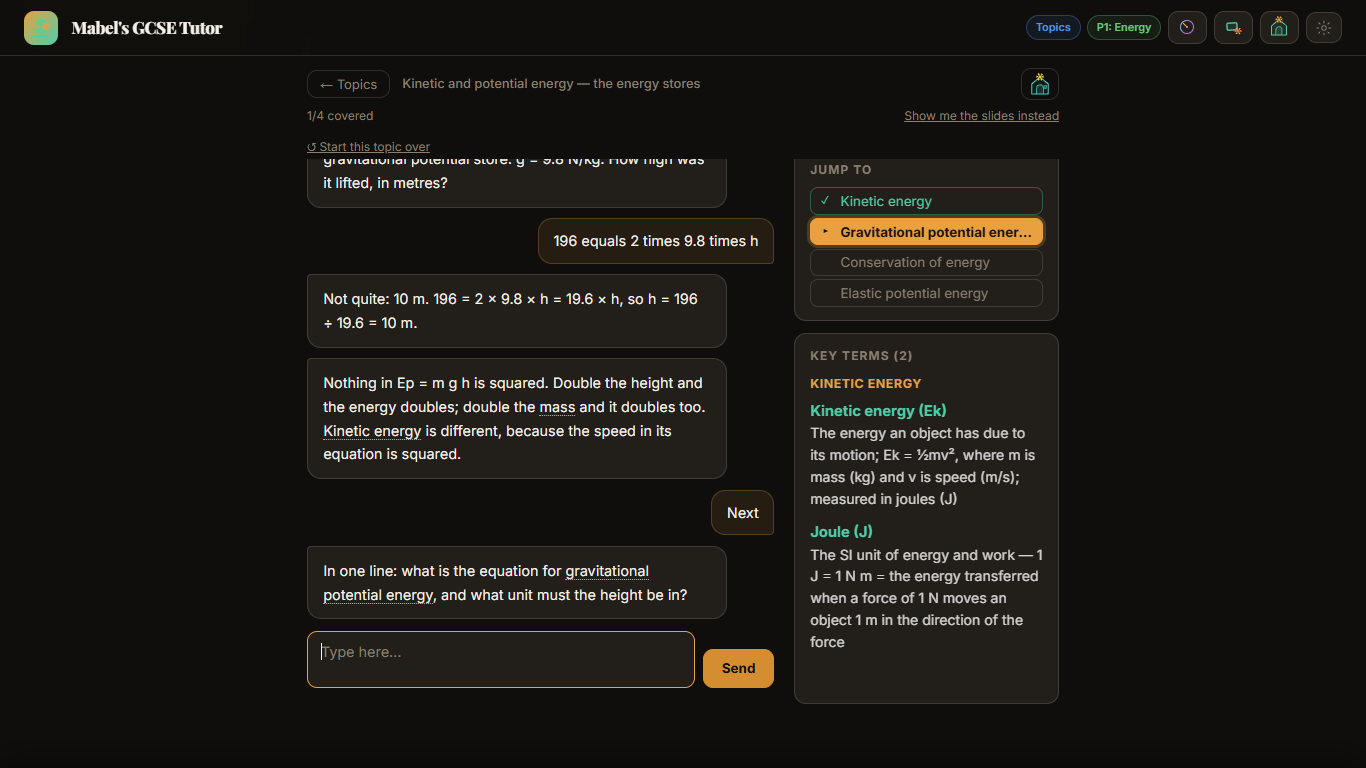 Mabel's GCSE Tutor
Topics
P1: Energy
← Topics
Kinetic and potential energy — the energy stores
1/4 covered
Show me the slides instead
↺ Start this topic over
gravitational potential store. g = 9.8 N/kg. How high was
it lifted, in metres?
196 equals 2 times 9.8 times h
Not quite: 10 m. 196 = 2 × 9.8 × h = 19.6 × h, so h = 196
÷ 19.6 = 10 m.
Nothing in Ep = m g h is squared. Double the height and
the energy doubles; double the mass and it doubles too.
Kinetic energy is different, because the speed in its
equation is squared.
Next
In one line: what is the equation for gravitational
potential energy, and what unit must the height be in?
Type here...
Send
JUMP TO
✓ Kinetic energy
‣ Gravitational potential ener...
Conservation of energy
Elastic potential energy
KEY TERMS (2)
KINETIC ENERGY
Kinetic energy (Ek)
The energy an object has due to
its motion; Ek = ½mv², where m is
mass (kg) and v is speed (m/s);
measured in joules (J)
Joule (J)
The SI unit of energy and work — 1
J = 1 N m = the energy transferred
when a force of 1 N moves an
object 1 m in the direction of the
force